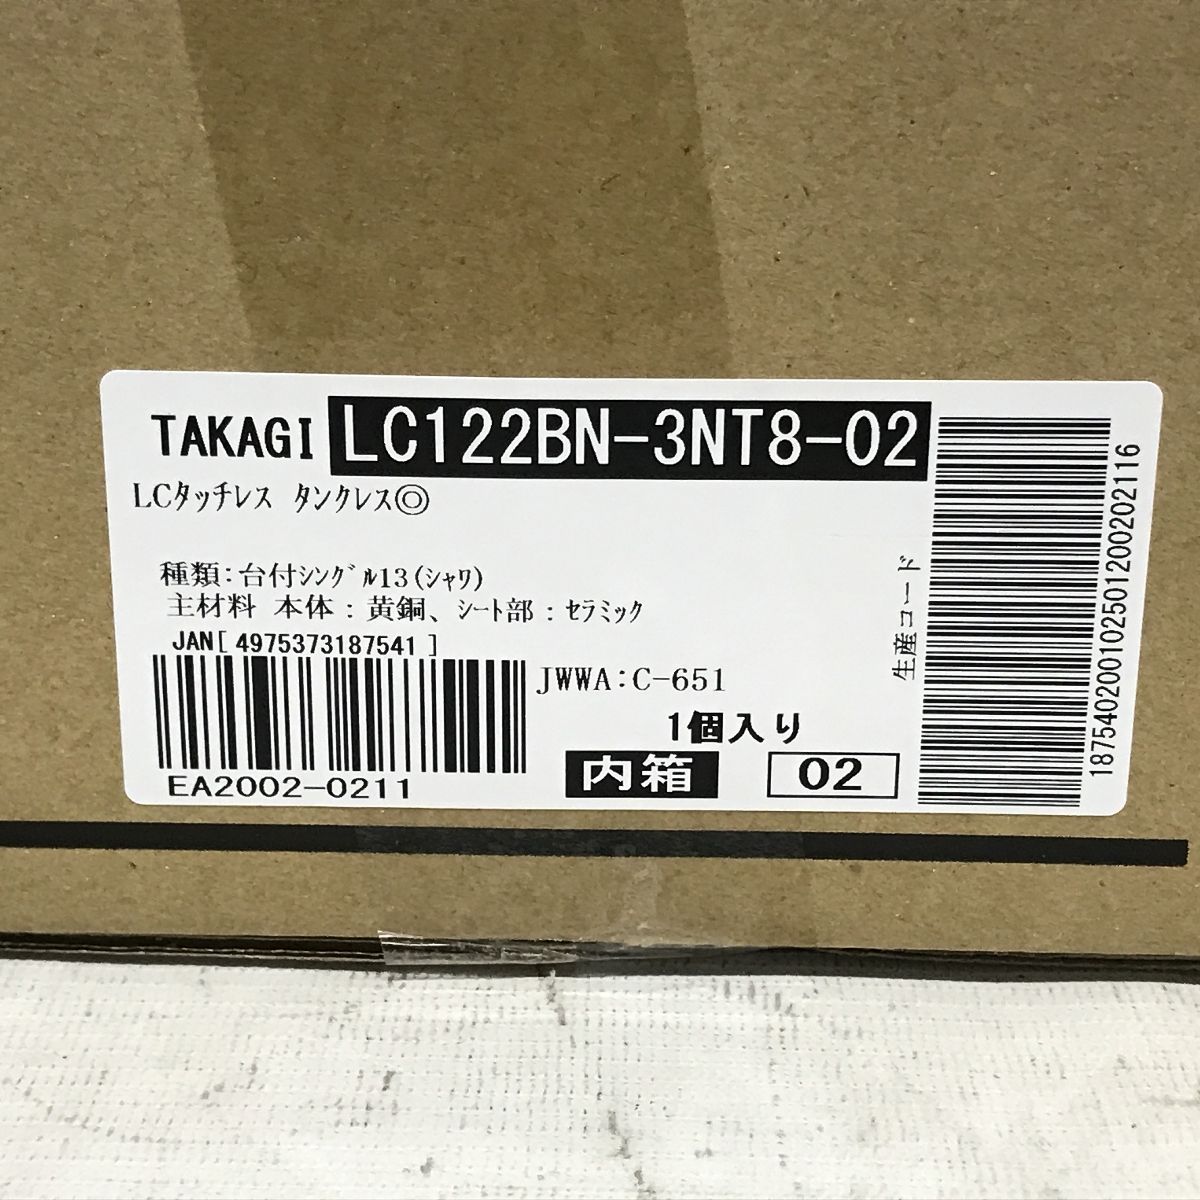 TAKAGI LC122BN-3NT8-02
LCﾀｯﾁﾚｽ ﾀﾝｸﾚｽ◎
種類:台付ｼﾝｸﾞﾙ13(ｼｬﾜ)
主材料 本体:黄銅、ｼｰﾄ部:ｾﾗﾐｯｸ
JAN[ 4975373187541 ]
JWWA:C-651
1個入り
EA2002-0211
内箱
02
生産コード
18754020010250120020​2116